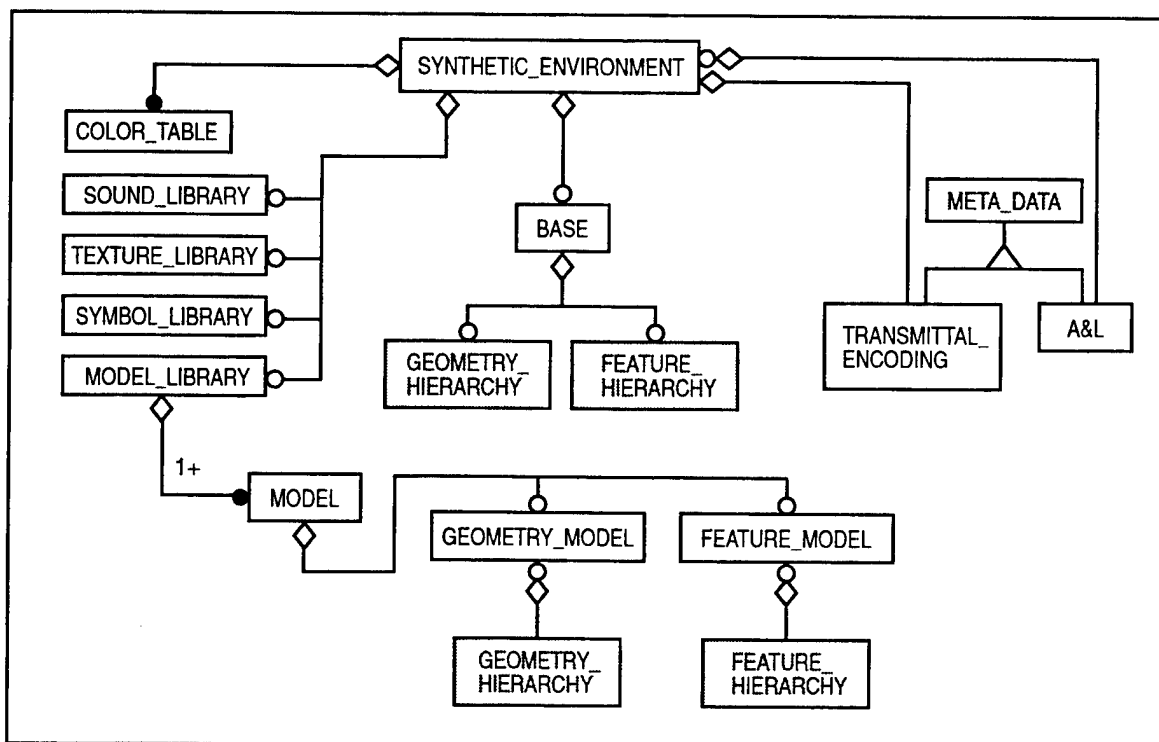 SYNTHETIC_ENVIRONMENT
COLOR_TABLE
SOUND_LIBRARY
TEXTURE_LIBRARY
SYMBOL_LIBRARY
MODEL_LIBRARY
BASE
GEOMETRY_
HIERARCHY
FEATURE_
HIERARCHY
META_DATA
TRANSMITTAL_
ENCODING
A&L
1+
MODEL
GEOMETRY_MODEL
FEATURE_MODEL
GEOMETRY_
HIERARCHY
FEATURE_
HIERARCHY